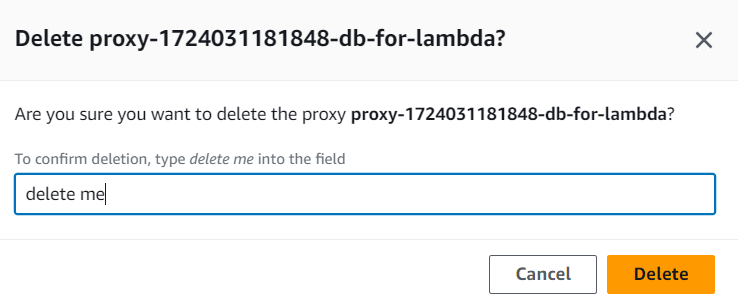 Delete proxy-1724031181848-db-for-lambda?
Are you sure you want to delete the proxy proxy-1724031181848-db-for-lambda?
To confirm deletion, type delete me into the field
delete me
Cancel
Delete